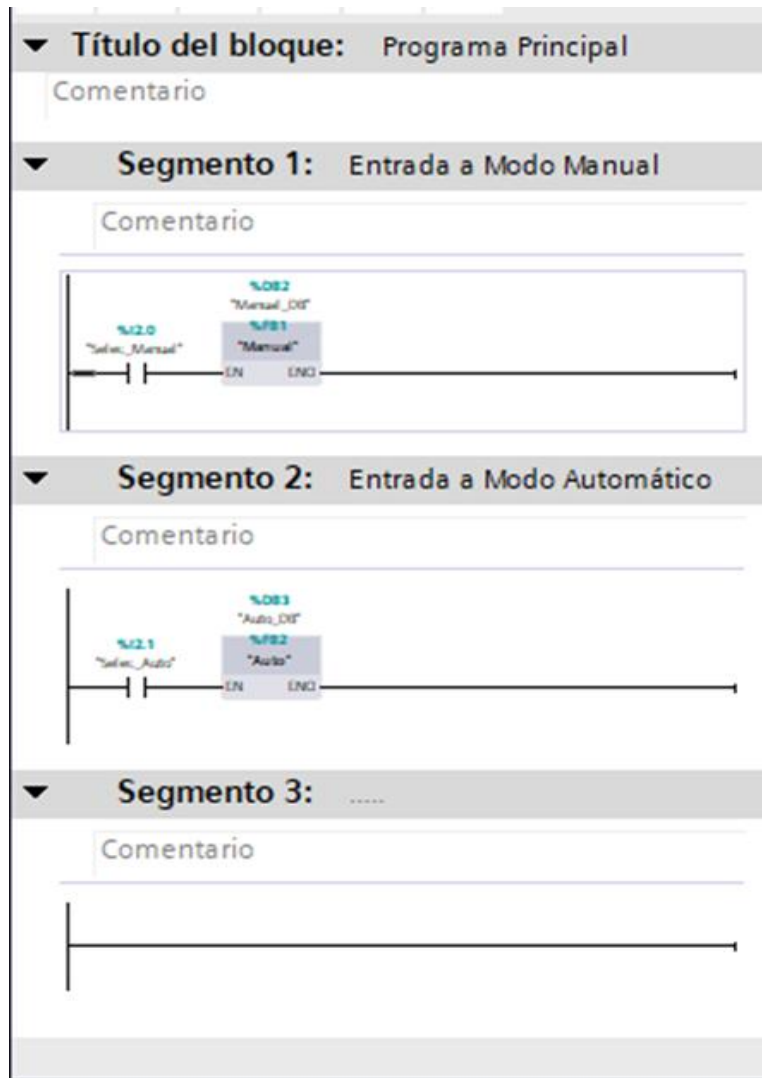 Título del bloque: Programa Principal
Comentario
Segmento 1: Entrada a Modo Manual
Comentario
%DB2
"Manual_DB"
%FB1
%I2.0
"Selec_Manual"
"Manual"
EN ENO
Segmento 2: Entrada a Modo Automático
Comentario
%DB3
"Auto_DB"
%FB2
%I2.1
"Selec_Auto"
"Auto"
EN ENO
Segmento 3: .....
Comentario